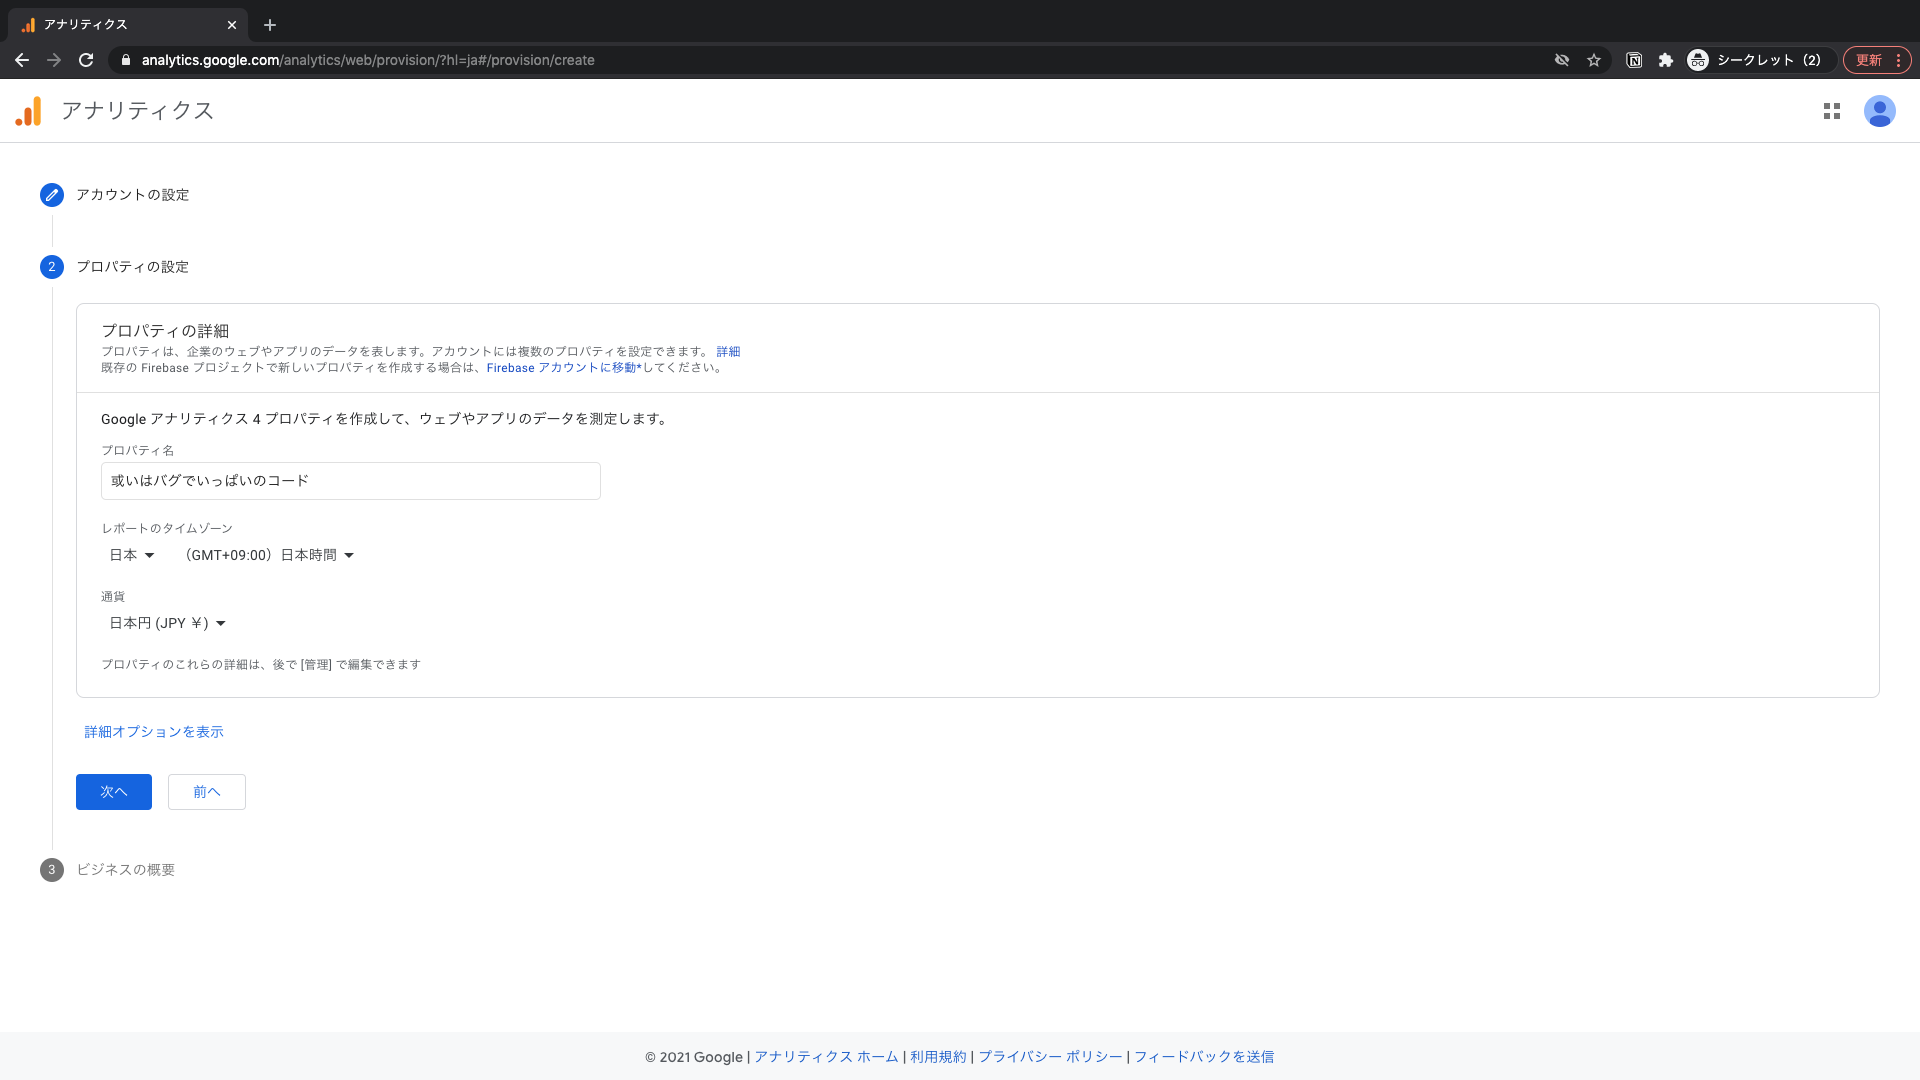 アナリティクス
analytics.google.com/analytics/web/provision/?hl=ja#/provision/create
シークレット（2）
更新
アナリティクス
アカウントの設定
2 プロパティの設定
プロパティの詳細
プロパティは、企業のウェブやアプリのデータを表します。アカウントには複数のプロパティを設定できます。 詳細
既存の Firebase プロジェクトで新しいプロパティを作成する場合は、Firebase アカウントに移動*してください。
Google アナリティクス 4 プロパティを作成して、ウェブやアプリのデータを測定します。
プロパティ名
或いはバグでいっぱいのコード
レポートのタイムゾーン
日本 （GMT+09:00）日本時間
通貨
日本円 (JPY ￥)
プロパティのこれらの詳細は、後で [管理] で編集できます
詳細オプションを表示
次へ 前へ
3 ビジネスの概要
© 2021 Google | アナリティクス ホーム | 利用規約 | プライバシー ポリシー | フィードバックを送信